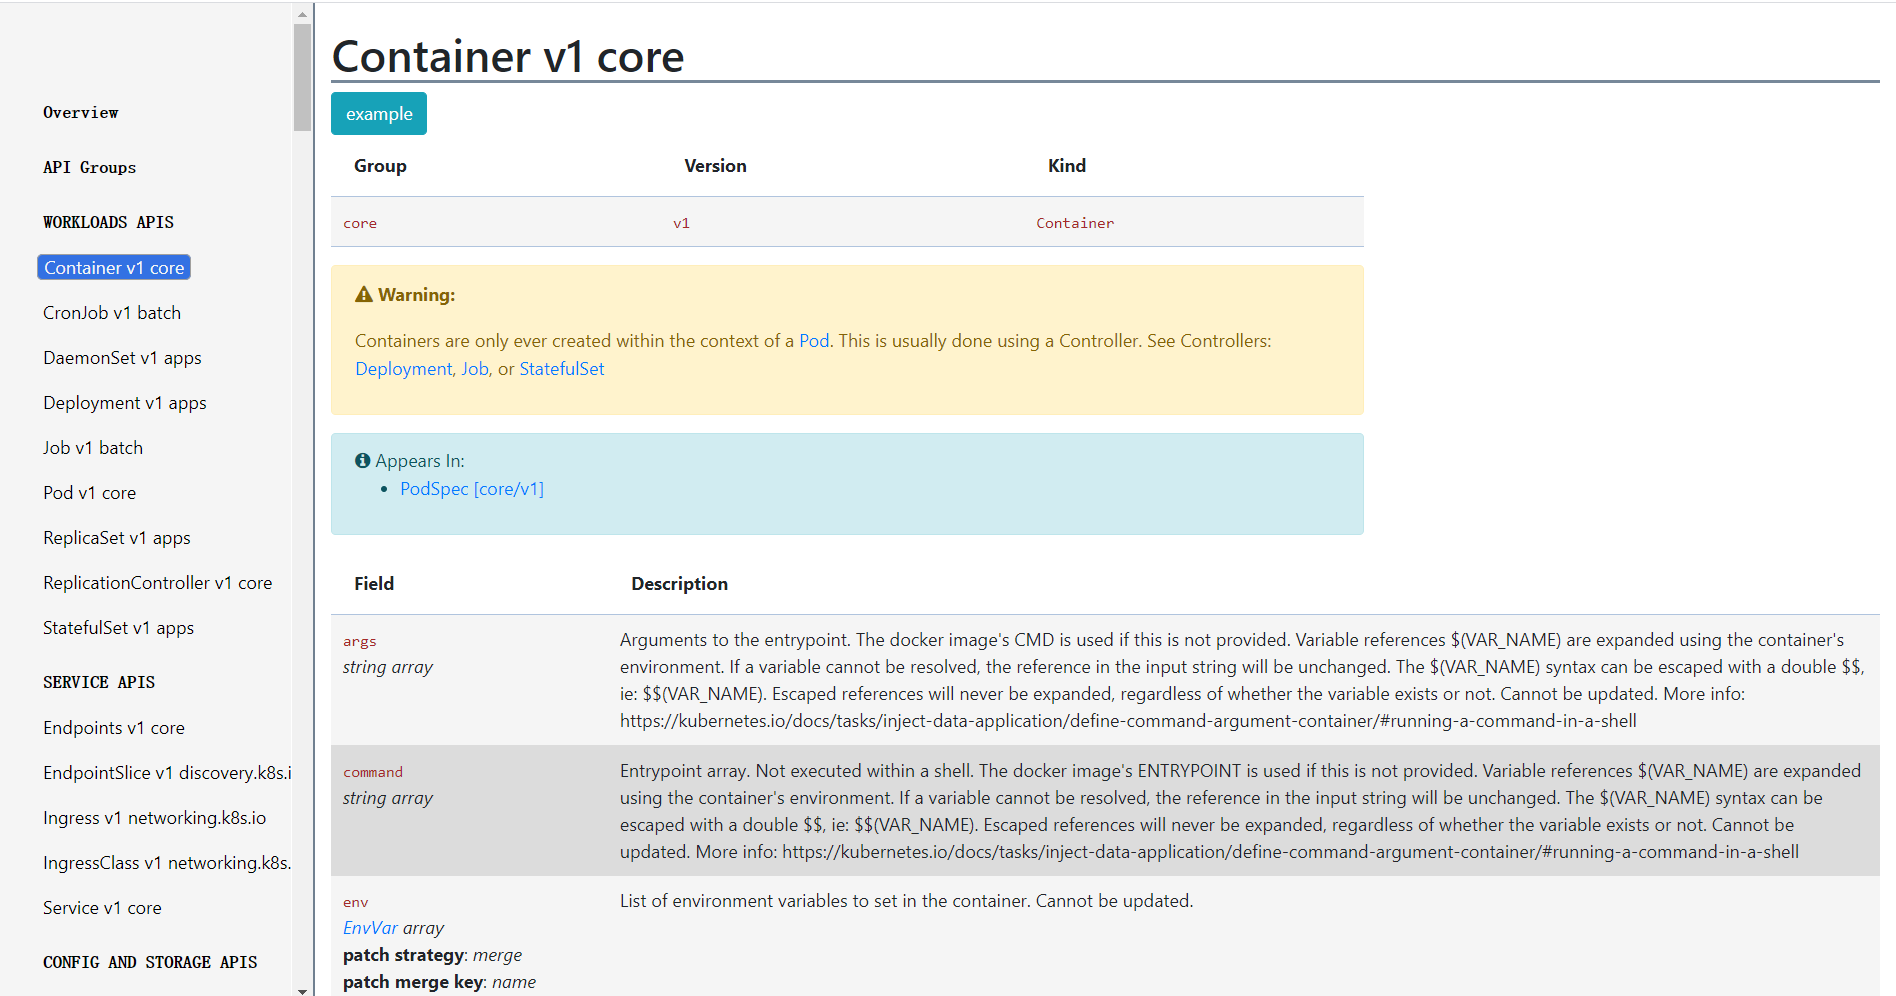 Overview
API Groups
WORKLOADS APIS
Container v1 core
CronJob v1 batch
DaemonSet v1 apps
Deployment v1 apps
Job v1 batch
Pod v1 core
ReplicaSet v1 apps
ReplicationController v1 core
StatefulSet v1 apps
SERVICE APIS
Endpoints v1 core
EndpointSlice v1 discovery.k8s.i
Ingress v1 networking.k8s.io
IngressClass v1 networking.k8s.
Service v1 core
CONFIG AND STORAGE APIS
Container v1 core
example
Group Version Kind
core v1 Container
Warning:
Containers are only ever created within the context of a Pod. This is usually done using a Controller. See Controllers:
Deployment, Job, or StatefulSet
Appears In:
• PodSpec [core/v1]
Field Description
args
string array
Arguments to the entrypoint. The docker image's CMD is used if this is not provided. Variable references $(VAR_NAME) are expanded using the container's
environment. If a variable cannot be resolved, the reference in the input string will be unchanged. The $(VAR_NAME) syntax can be escaped with a double $$,
ie: $$(VAR_NAME). Escaped references will never be expanded, regardless of whether the variable exists or not. Cannot be updated. More info:
https://kubernetes.io/docs/tasks/inject-data-application/define-command-argument-container/#running-a-command-in-a-shell
command
string array
Entrypoint array. Not executed within a shell. The docker image's ENTRYPOINT is used if this is not provided. Variable references $(VAR_NAME) are expanded
using the container's environment. If a variable cannot be resolved, the reference in the input string will be unchanged. The $(VAR_NAME) syntax can be
escaped with a double $$, ie: $$(VAR_NAME). Escaped references will never be expanded, regardless of whether the variable exists or not. Cannot be
updated. More info: https://kubernetes.io/docs/tasks/inject-data-application/define-command-argument-container/#running-a-command-in-a-shell
env
EnvVar array
patch strategy: merge
patch merge key: name
List of environment variables to set in the container. Cannot be updated.